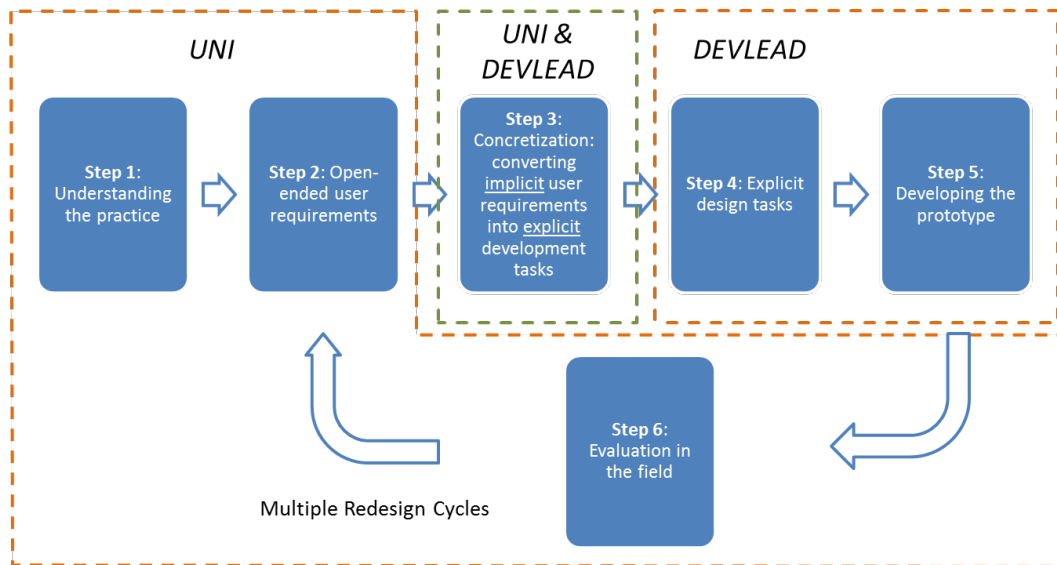 UNI
UNI &
DEVLEAD
DEVLEAD
Step 1:
Understanding
the practice
Step 2: Open-
ended user
requirements
Step 3:
Concretization:
converting
implicit user
requirements
into explicit
development
tasks
Step 4: Explicit
design tasks
Step 5:
Developing the
prototype
Step 6:
Evaluation in
the field
Multiple Redesign Cycles